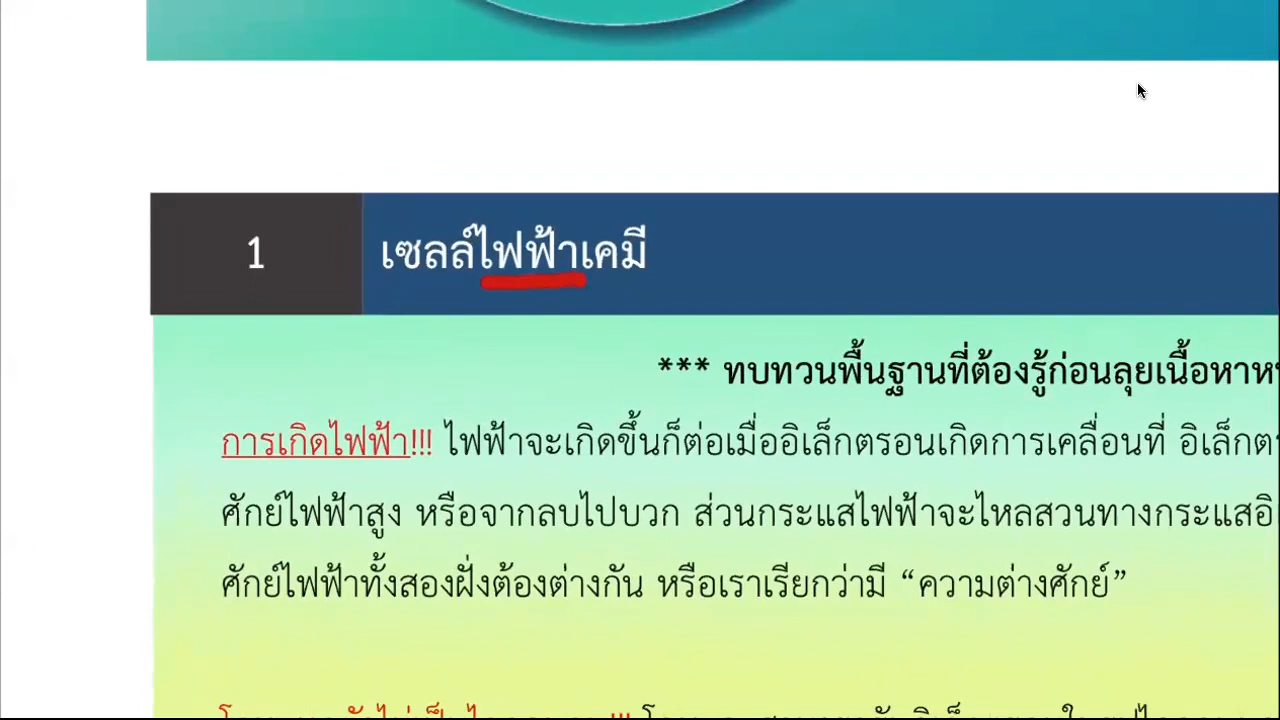 1
เซลล์ไฟฟ้าเคมี
*** ทบทวนพื้นฐานที่ต้องรู้ก่อนลุยเนื้อหา
การเกิดไฟฟ้า!!! ไฟฟ้าจะเกิดขึ้นก็ต่อเมื่ออิเล็กตรอนเกิดการเคลื่อนที่
ศักย์ไฟฟ้าสูง หรือจากลบไปบวก ส่วนกระแสไฟฟ้าจะไหลสวนทางกระแส
ศักย์ไฟฟ้าทั้งสองฝั่งต้องต่างกัน หรือเราเรียกว่ามี “ความต่างศักย์”